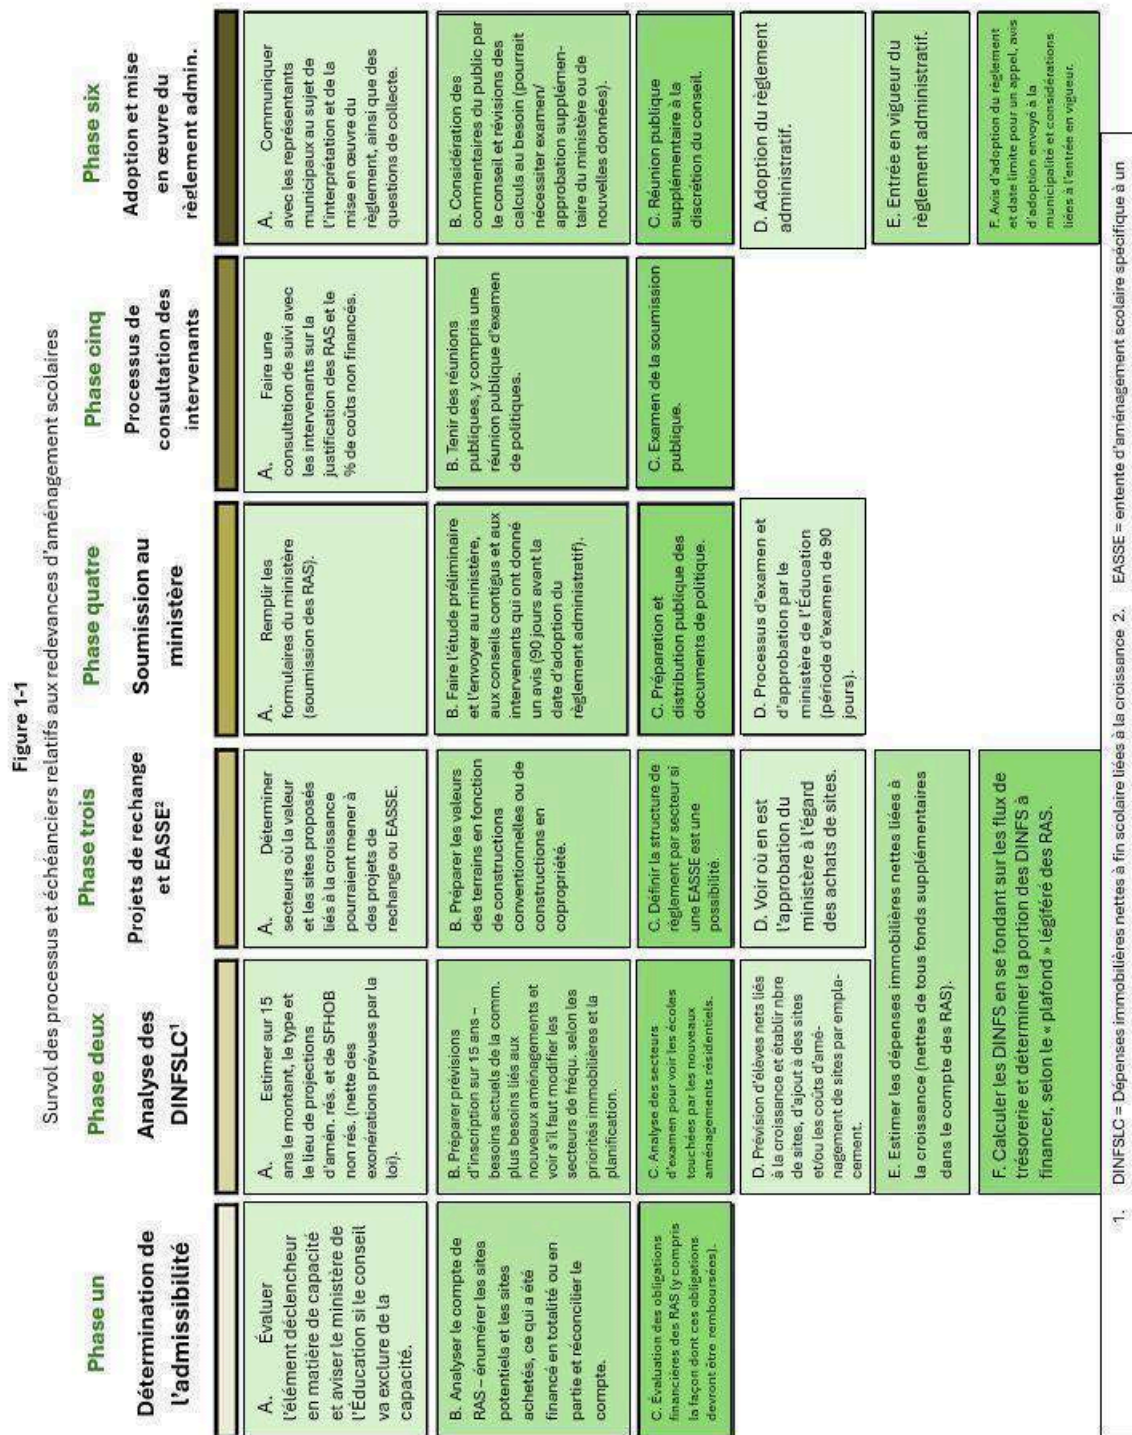 Figure 1-1
Survol des processus et échéanciers relatifs aux redevances d'aménagement scolaires
Phase un
Détermination de
l'admissibilité
A. Évaluer
l'élément déclencheur
en matière de capacité
et aviser le ministère de
l'Éducation si le conseil
va exclure de la
capacité.
B. Analyser le compte de
RAS – énumérer les sites
potentiels et les sites
achetés, ce qui a été
financé en totalité ou en
partie et réconcilier le
compte.
C. Évaluation des obligations
financières des RAS (y compris
la façon dont ces obligations
devront être remboursées).
Phase deux
Analyse des
DINFSLC¹
A. Estimer sur 15
ans le montant, le type et
le lieu de projections
d'amén. rés. et de SFHOB
non rés. (nette des
exonérations prévues par la
loi).
B. Préparer prévisions
d'inscription sur 15 ans –
besoins actuels de la comm.
plus besoins liés aux
nouveaux aménagements et
voir s'il faut modifier les
secteurs de fréqu. selon les
priorites immobilières et la
planification.
C. Analyse des secteurs
d'examen pour voir les écoles
touchées par les nouveaux
aménagements résidentiels.
D. Prévision d'élèves nets liés
à la croissance et établir nbre
de sites, d'ajout à des sites
et/ou les coûts d'amé-
nagement de sites par empla-
cement.
Phase trois
Projets de rechange
et EASSE²
A. Déterminer
secteurs où la valeur
et les sites proposés
liés à la croissance
pourraient mener à
des projets de
rechange ou EASSE.
B. Préparer les valeurs
des terrains en fonction
de constructions
conventionnelles ou de
constructions en
copropriété.
C. Définir la structure de
règlement par secteur si
une EASSE est une
possibilité.
D. Voir où en est
l'approbation du
ministère à l'égard
des achats de sites.
E. Estimer les dépenses immobilières nettes liées à
la croissance (nettes de tous fonds supplémentaires
dans le compte des RAS).
F. Calculer les DINFS en se fondant sur les flux de
trésorerie et déterminer la portion des DINFS à
financer, selon le « plafond » légiféré des RAS.
Phase quatre
Soumission au
ministère
A. Remplir les
formulaires du ministère
(soumission des RAS).
B. Faire l'étude préliminaire
et l'envoyer au ministère,
aux conseils contigus et aux
intervenants qui ont donné
un avis (90 jours avant la
date d'adoption du
règlement administratif).
C. Préparation et
distribution publique des
documents de politique.
D. Processus d'examen et
d'approbation par le
ministère de l'Éducation
(période d'examen de 90
jours).
Phase cinq
Processus de
consultation des
intervenants
A. Faire une
consultation de suivi avec
les intervenants sur la
justification des RAS et le
% de coûts non financés.
B. Tenir des réunions
publiques, y compris une
réunion publique d'examen
de politiques.
C. Examen de la soumission
publique.
Phase six
Adoption et mise
en œuvre du
règlement admin.
A. Communiquer
avec les représentants
municipaux au sujet de
l'interprétation et de la
mise en œuvre du
règlement, ainsi que des
questions de collecte.
B. Considération des
commentaires du public par
le conseil et révisions des
calculs au besoin (pourrait
nécessiter examen/
approbation supplémen-
taire du ministère ou de
nouvelles données).
C. Réunion publique
supplémentaire à la
discrétion du conseil.
D. Adoption du règlement
administratif.
E. Entrée en vigueur du
règlement administratif.
F. Avis d'adoption du règlement
et date limite pour un appel, avis
d'adoption envoyé à la
municipalité et considérations
liées à l'entrée en vigueur.
1. DINFSLC = Dépenses immobilières nettes à fin scolaire liées à la croissance 2. EASSE = entente d'aménagement scolaire spécifique à un